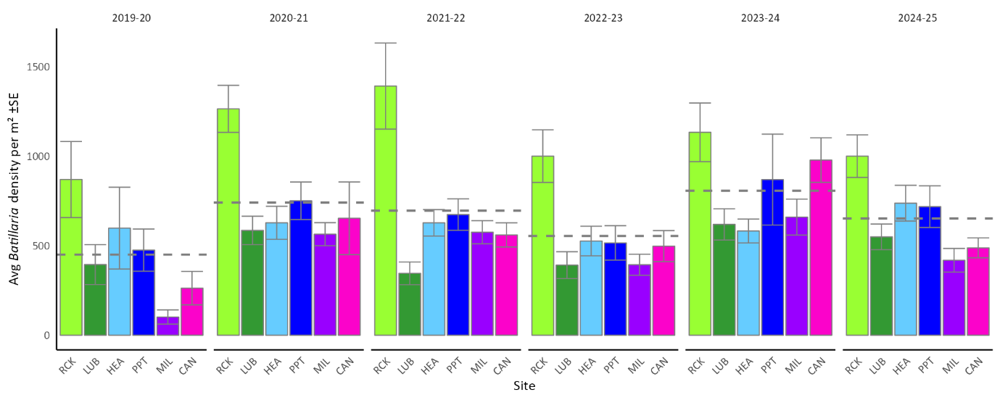 2019-20 2020-21 2021-22 2022-23 2023-24 2024-25
Avg Batillaria density per m² ±SE
1500
1000
500
0
RCK LUB HEA PPT MIL CAN RCK LUB HEA PPT MIL CAN RCK LUB HEA PPT MIL CAN RCK LUB HEA PPT MIL CAN RCK LUB HEA PPT MIL CAN RCK LUB HEA PPT MIL CAN
Site